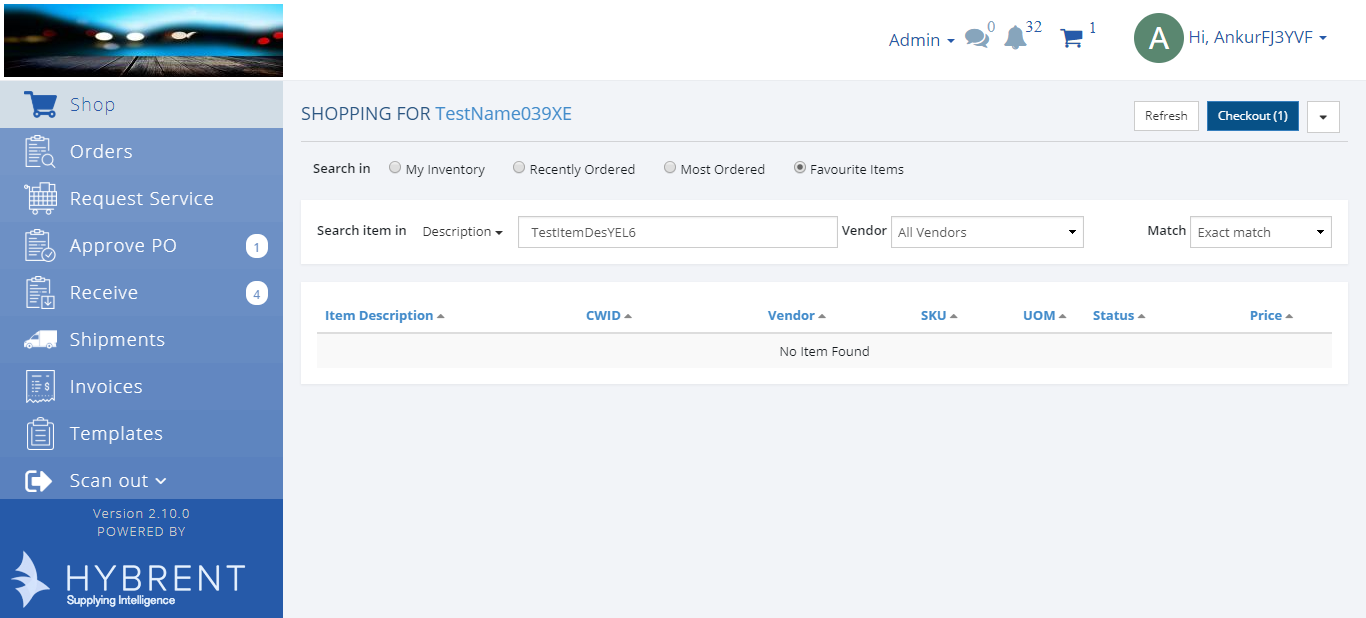 Admin
0
32
1
A
Hi, AnkurFJ3YVF
Shop
Orders
Request Service
Approve PO 1
Receive 4
Shipments
Invoices
Templates
Scan out
Version 2.10.0
POWERED BY
HYBRENT
Supplying Intelligence
SHOPPING FOR TestName039XE
Refresh
Checkout (1)
Search in My Inventory Recently Ordered Most Ordered Favourite Items
Search item in Description TestItemDesYEL6 Vendor All Vendors Match Exact match
Item Description CWID Vendor SKU UOM Status Price
No Item Found